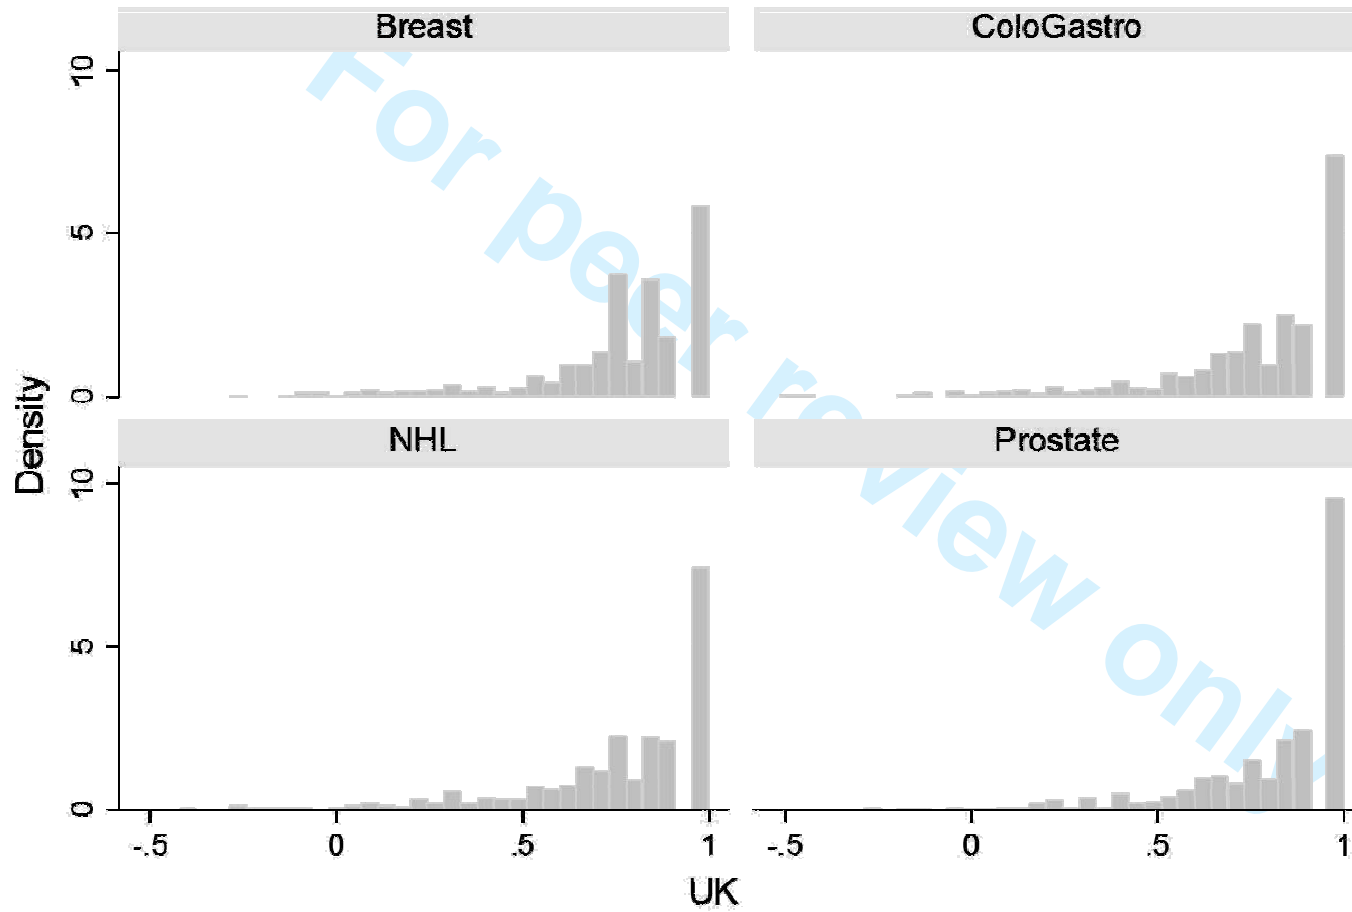 Breast
ColoGastro
10
5
0
NHL
Prostate
10
5
0
Density
-.5 0 .5 1
-.5 0 .5 1
UK
For peer review only